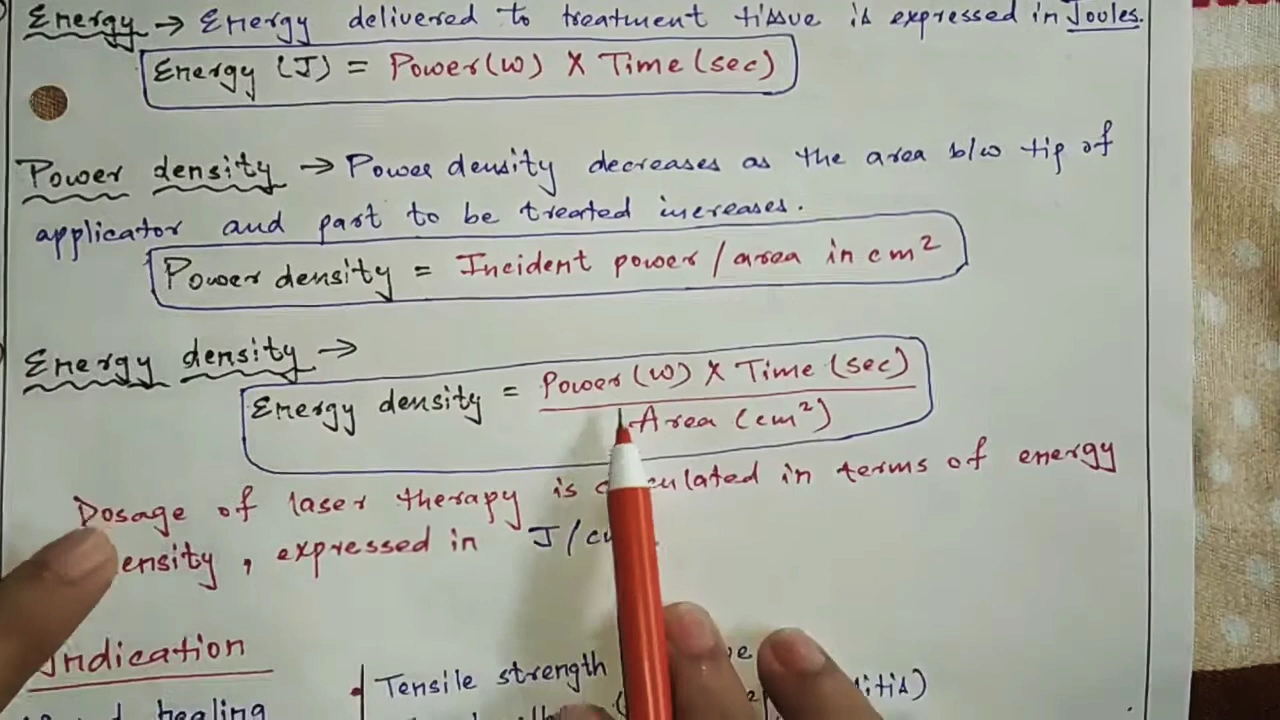 Energy → Energy delivered to treatment tissue is expressed in Joules.
Energy (J) = Power(W) X Time (sec)
Power density → Power density decreases as the area b/w tip of
applicator and part to be treated increases.
Power density = Incident power / area in cm²
Energy density →
Energy density = Power (W) X Time (sec)
Area (cm²)
Dosage of laser therapy is culated in terms of energy
ensity, expressed in J/c
Indication
Tensile strength
healing